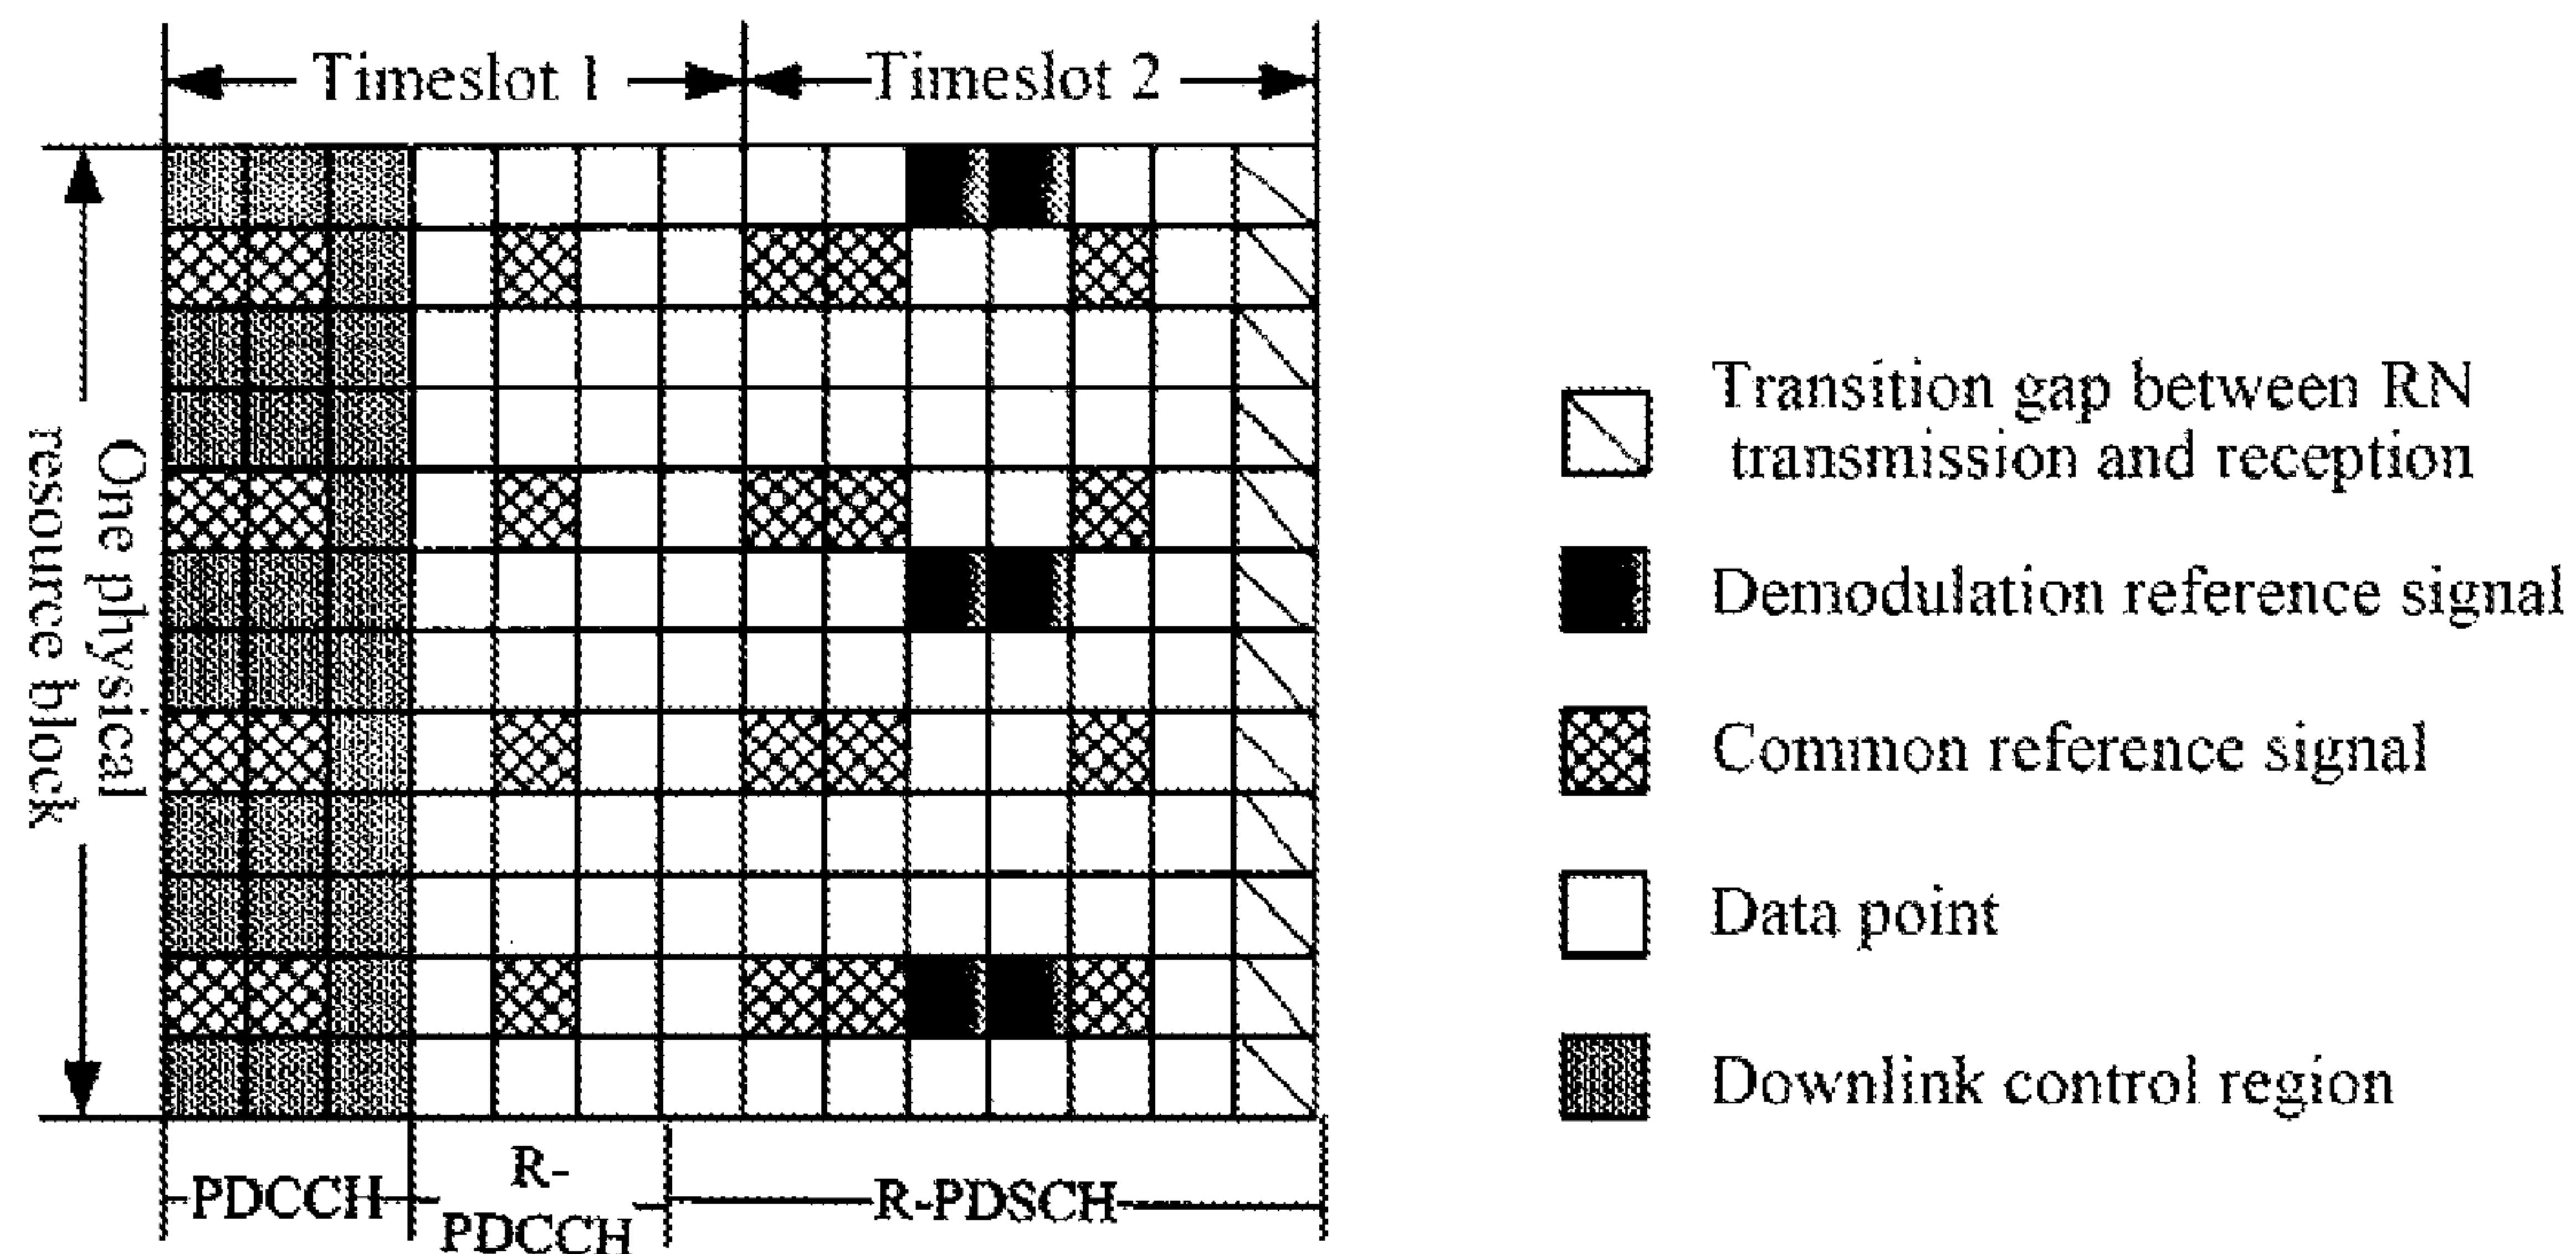 Timeslot 1
Timeslot 2
One physical
resource block
Transition gap between RN
transmission and reception
Demodulation reference signal
Common reference signal
Data point
Downlink control region
PDCCH
R-
PDCCH
R-PDSCH